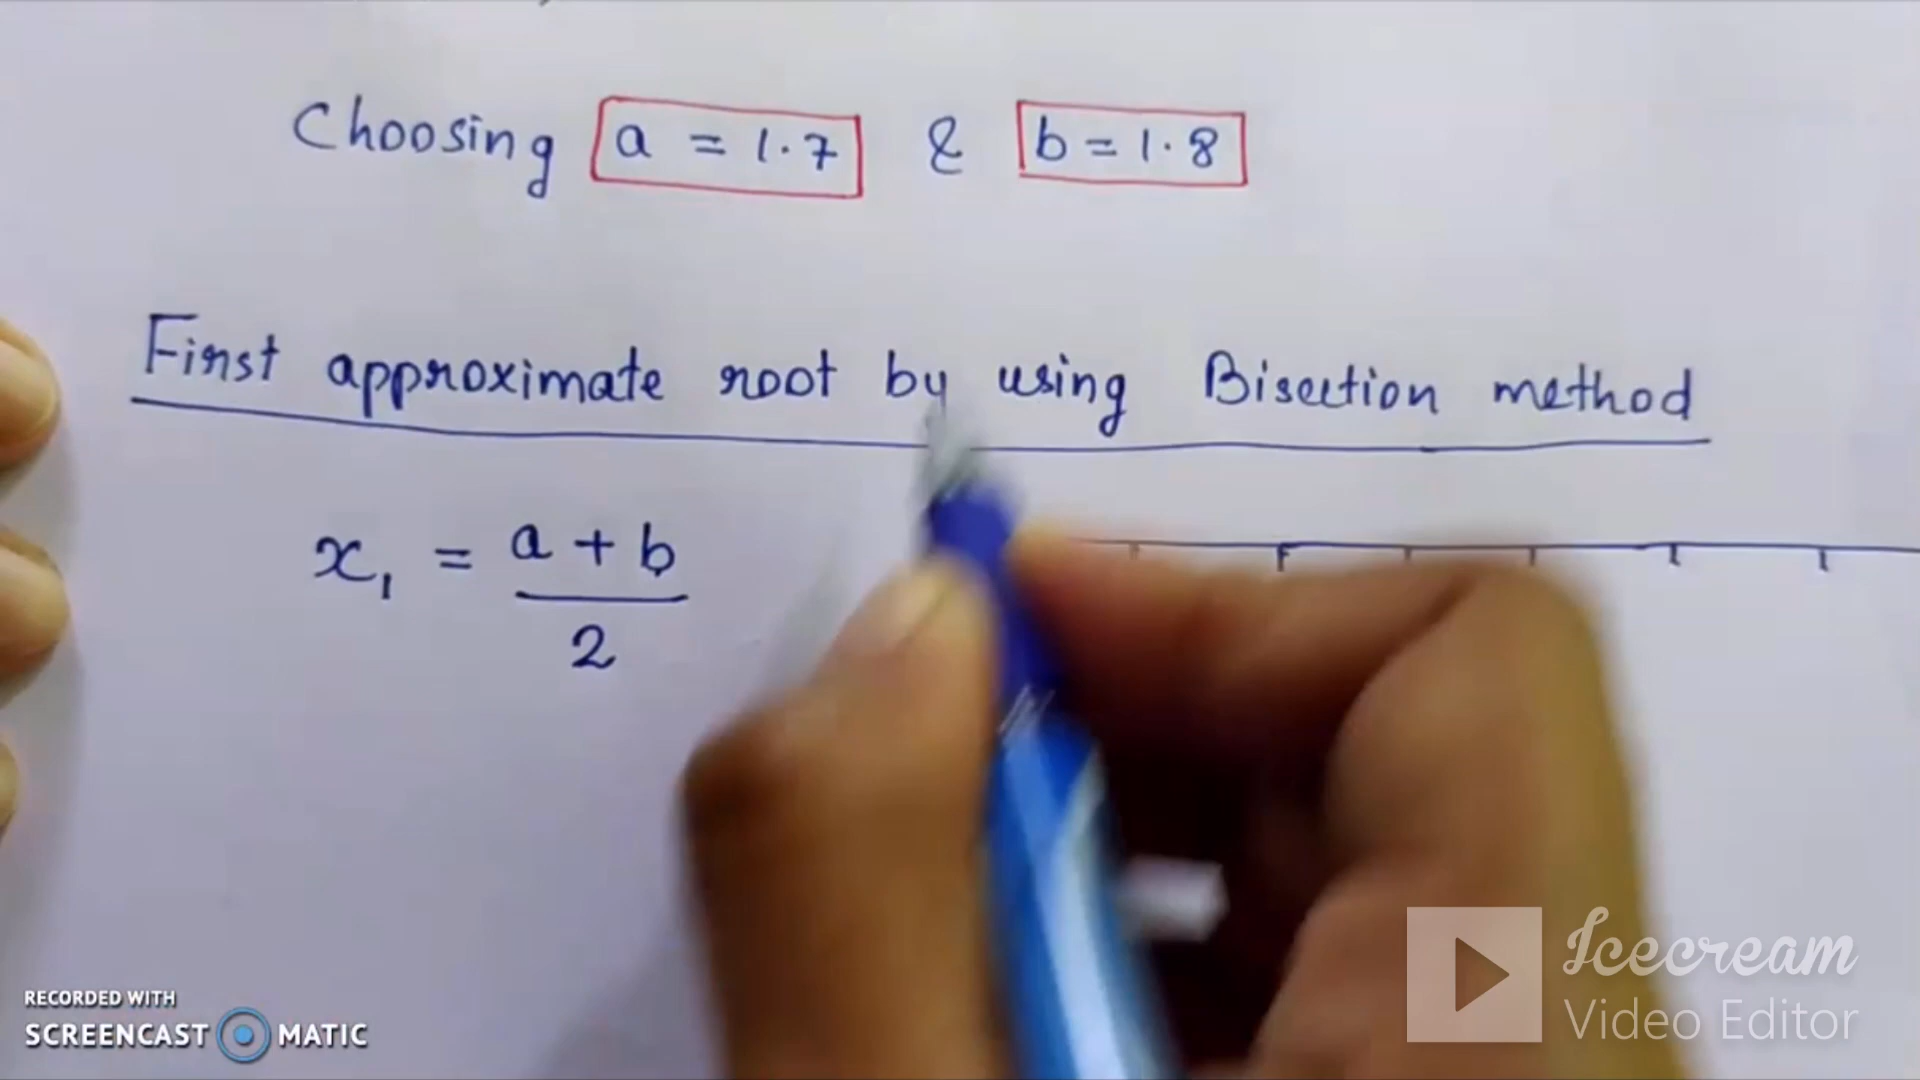 Choosing a = 1.7 & b = 1.8
First approximate root by using Bisection method
x₁ = a + b
2
RECORDED WITH
SCREENCAST MATIC
Icecream
Video Editor